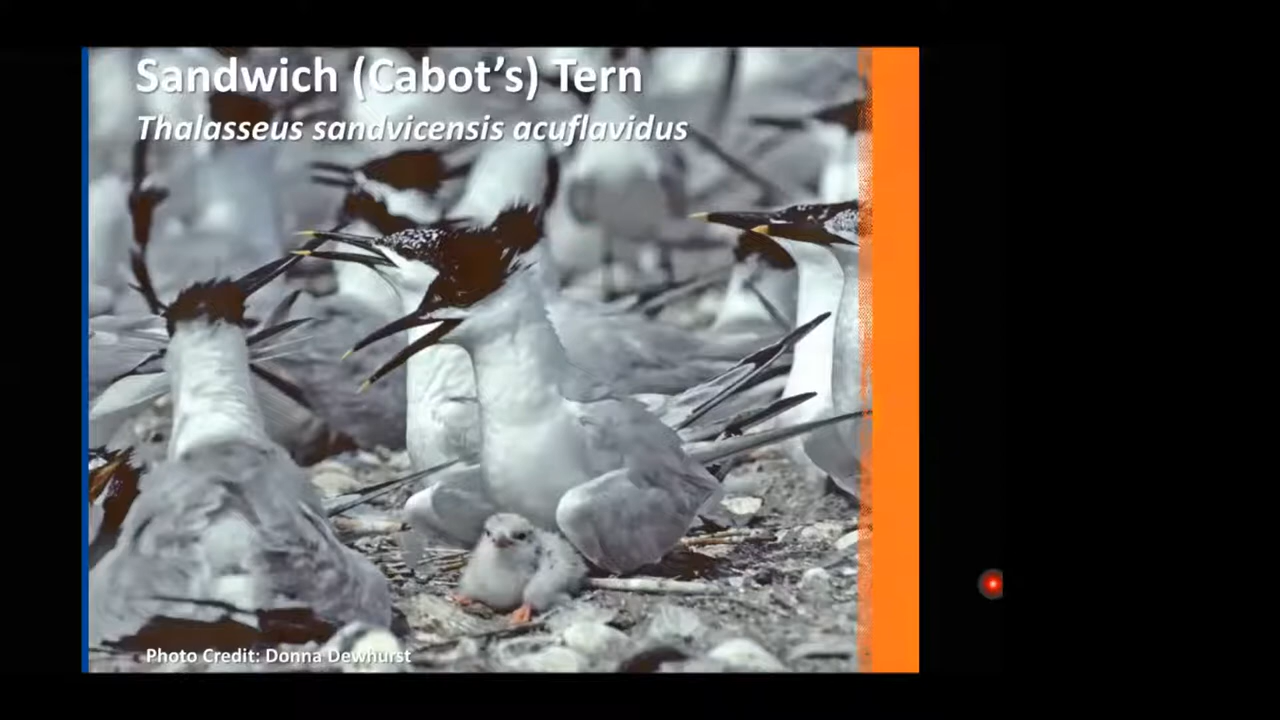 Sandwich (Cabot's) Tern
Thalasseus sandvicensis acuflavidus
Photo Credit: Donna Dewhurst